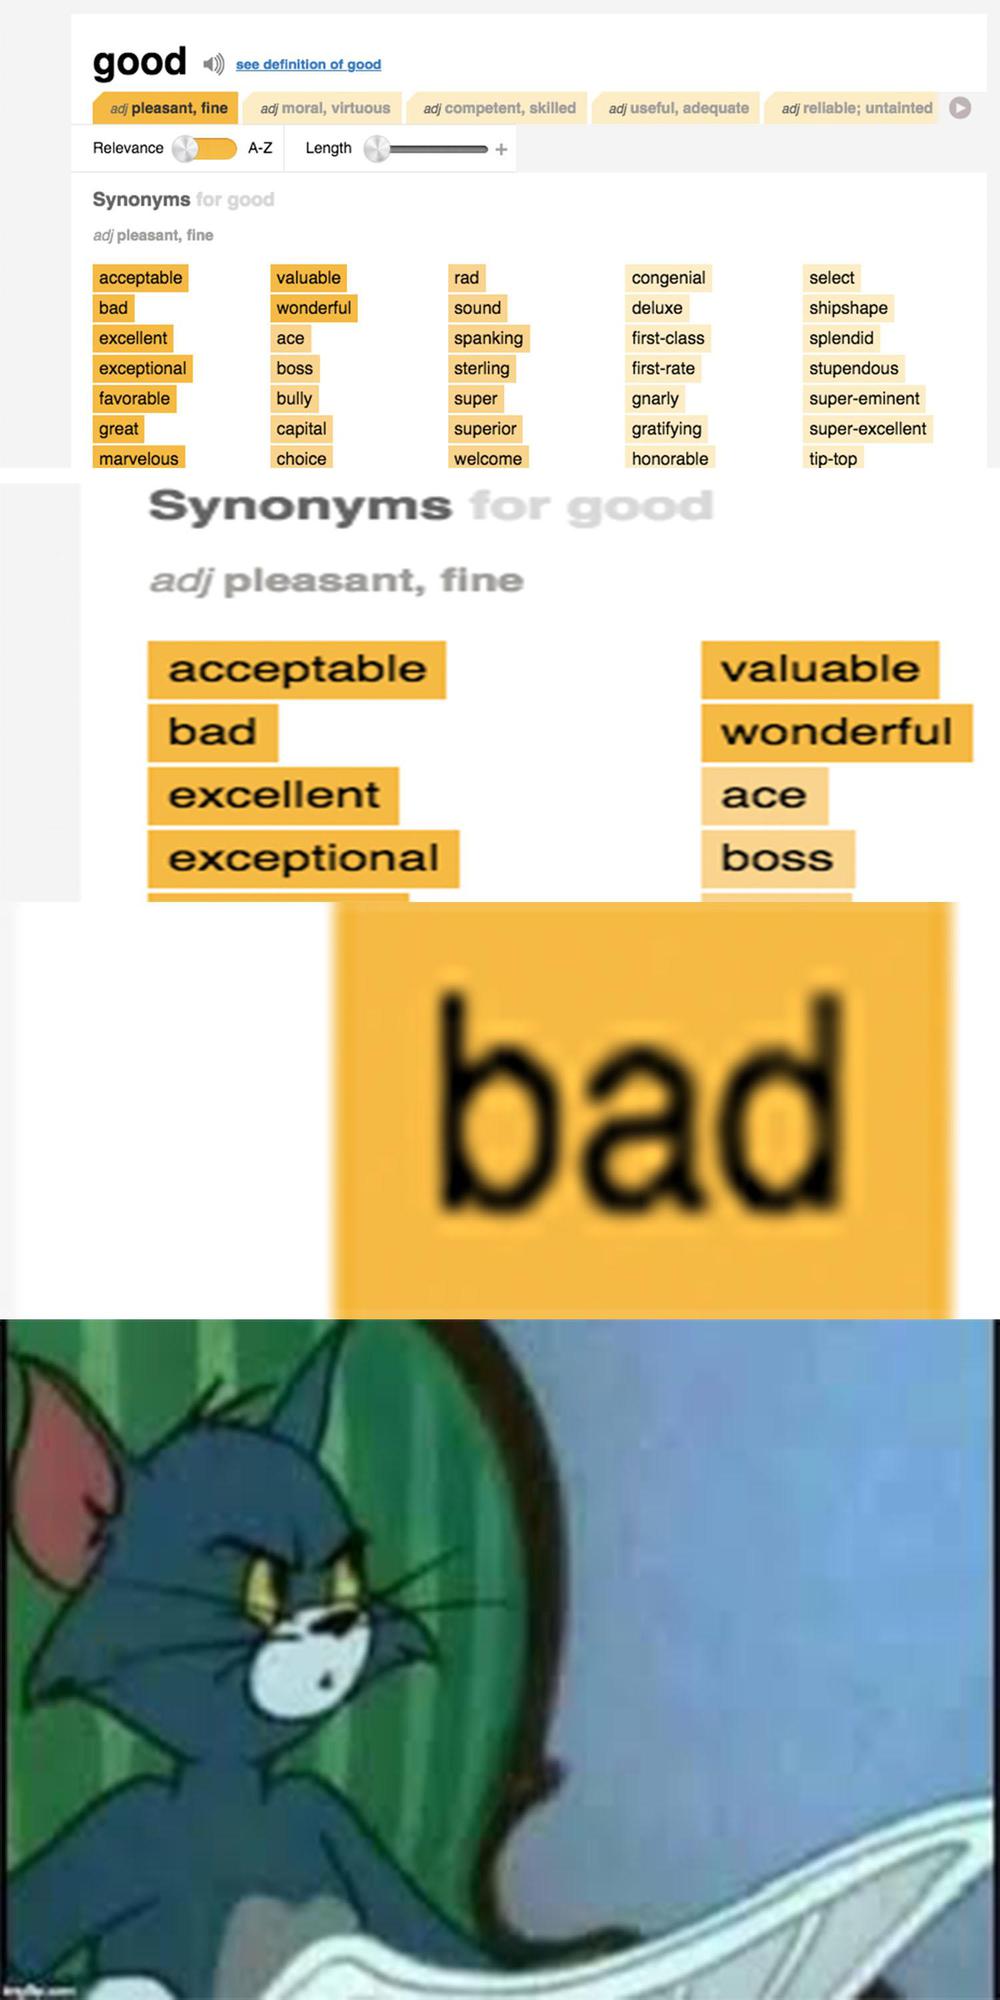 good see definition of good
adj pleasant, fine adj moral, virtuous adj competent, skilled adj useful, adequate adj reliable; untainted
Relevance A-Z Length +
Synonyms for good
adj pleasant, fine
acceptable valuable rad congenial select
bad wonderful sound deluxe shipshape
excellent ace spanking first-class splendid
exceptional boss sterling first-rate stupendous
favorable bully super gnarly super-eminent
great capital superior gratifying super-excellent
marvelous choice welcome honorable tip-top
Synonyms for good
adj pleasant, fine
acceptable valuable
bad wonderful
excellent ace
exceptional boss
bad
imgflip.com